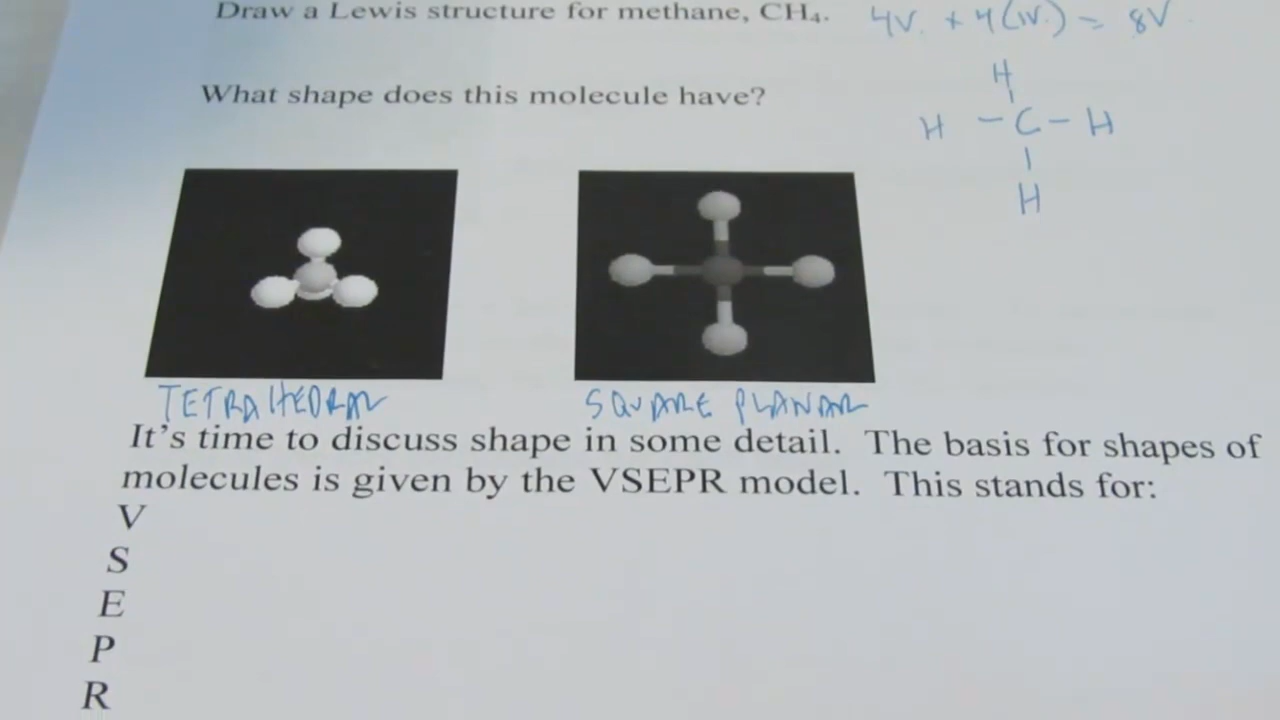 Draw a Lewis structure for methane, CH₄. 4V. + 4(1V.) = 8V.
What shape does this molecule have?
H
H - C - H
H
TETRAHEDRAL SQUARE PLANAR
It's time to discuss shape in some detail. The basis for shapes of
molecules is given by the VSEPR model. This stands for:
V
S
E
P
R